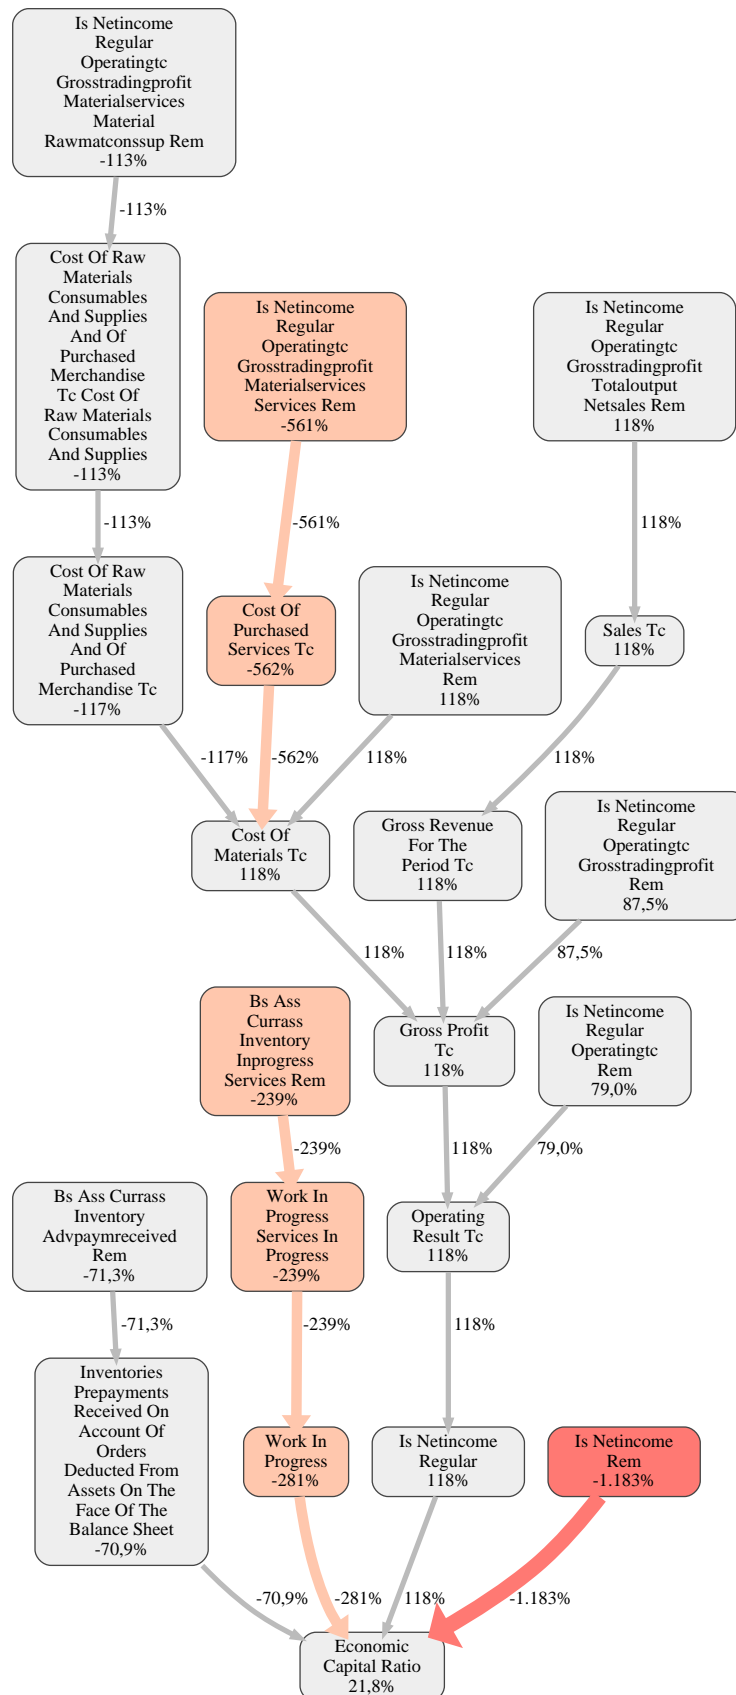 Is Netincome
Regular
Operatingtc
Grosstradingprofit
Materialservices
Material
Rawmatconssup Rem
-113%
-113%
Cost Of Raw
Materials
Consumables
And Supplies
And Of
Purchased
Merchandise
Tc Cost Of
Raw Materials
Consumables
And Supplies
-113%
Is Netincome
Regular
Operatingtc
Grosstradingprofit
Materialservices
Services Rem
-561%
Is Netincome
Regular
Operatingtc
Grosstradingprofit
Totaloutput
Netsales Rem
118%
-113%
-561%
118%
Cost Of Raw
Materials
Consumables
And Supplies
And Of
Purchased
Merchandise Tc
-117%
Cost Of
Purchased
Services Tc
-562%
Is Netincome
Regular
Operatingtc
Grosstradingprofit
Materialservices
Rem
118%
Sales Tc
118%
-117%
-562%
118%
118%
Cost Of
Materials Tc
118%
Gross Revenue
For The
Period Tc
118%
Is Netincome
Regular
Operatingtc
Grosstradingprofit
Rem
87,5%
118%
118%
87,5%
Bs Ass
Currass
Inventory
Inprogress
Services Rem
-239%
Gross Profit
Tc
118%
Is Netincome
Regular
Operatingtc
Rem
79,0%
-239%
118%
79,0%
Bs Ass Currass
Inventory
Advpaymreceived
Rem
-71,3%
Work In
Progress
Services In
Progress
-239%
Operating
Result Tc
118%
-71,3%
-239%
118%
Inventories
Prepayments
Received On
Account Of
Orders
Deducted From
Assets On The
Face Of The
Balance Sheet
-70,9%
Work In
Progress
-281%
Is Netincome
Regular
118%
Is Netincome
Rem
-1.183%
-70,9%
-281%
118%
-1.183%
Economic
Capital Ratio
21,8%